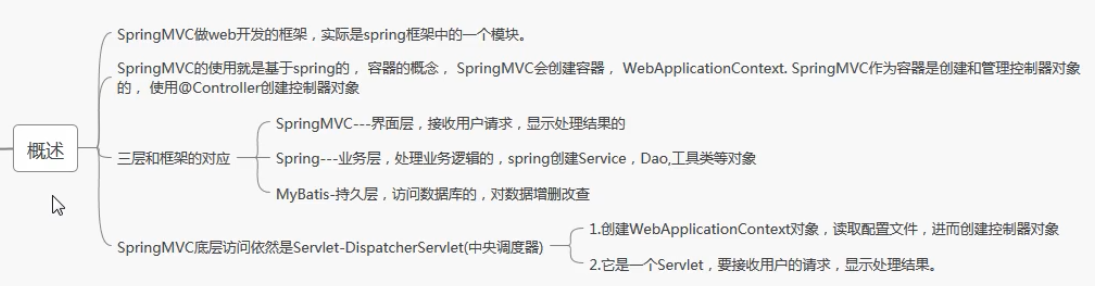 概述
SpringMVC做web开发的框架，实际是spring框架中的一个模块。
SpringMVC的使用就是基于spring的， 容器的概念， SpringMVC会创建容器， WebApplicationContext. SpringMVC作为容器是创建和管理控制器对象
的， 使用@Controller创建控制器对象
三层和框架的对应
SpringMVC---界面层，接收用户请求，显示处理结果的
Spring---业务层，处理业务逻辑的，spring创建Service，Dao,工具类等对象
MyBatis-持久层，访问数据库的，对数据增删改查
SpringMVC底层访问依然是Servlet-DispatcherServlet(中央调度器)
1.创建WebApplicationContext对象，读取配置文件，进而创建控制器对象
2.它是一个Servlet，要接收用户的请求，显示处理结果。